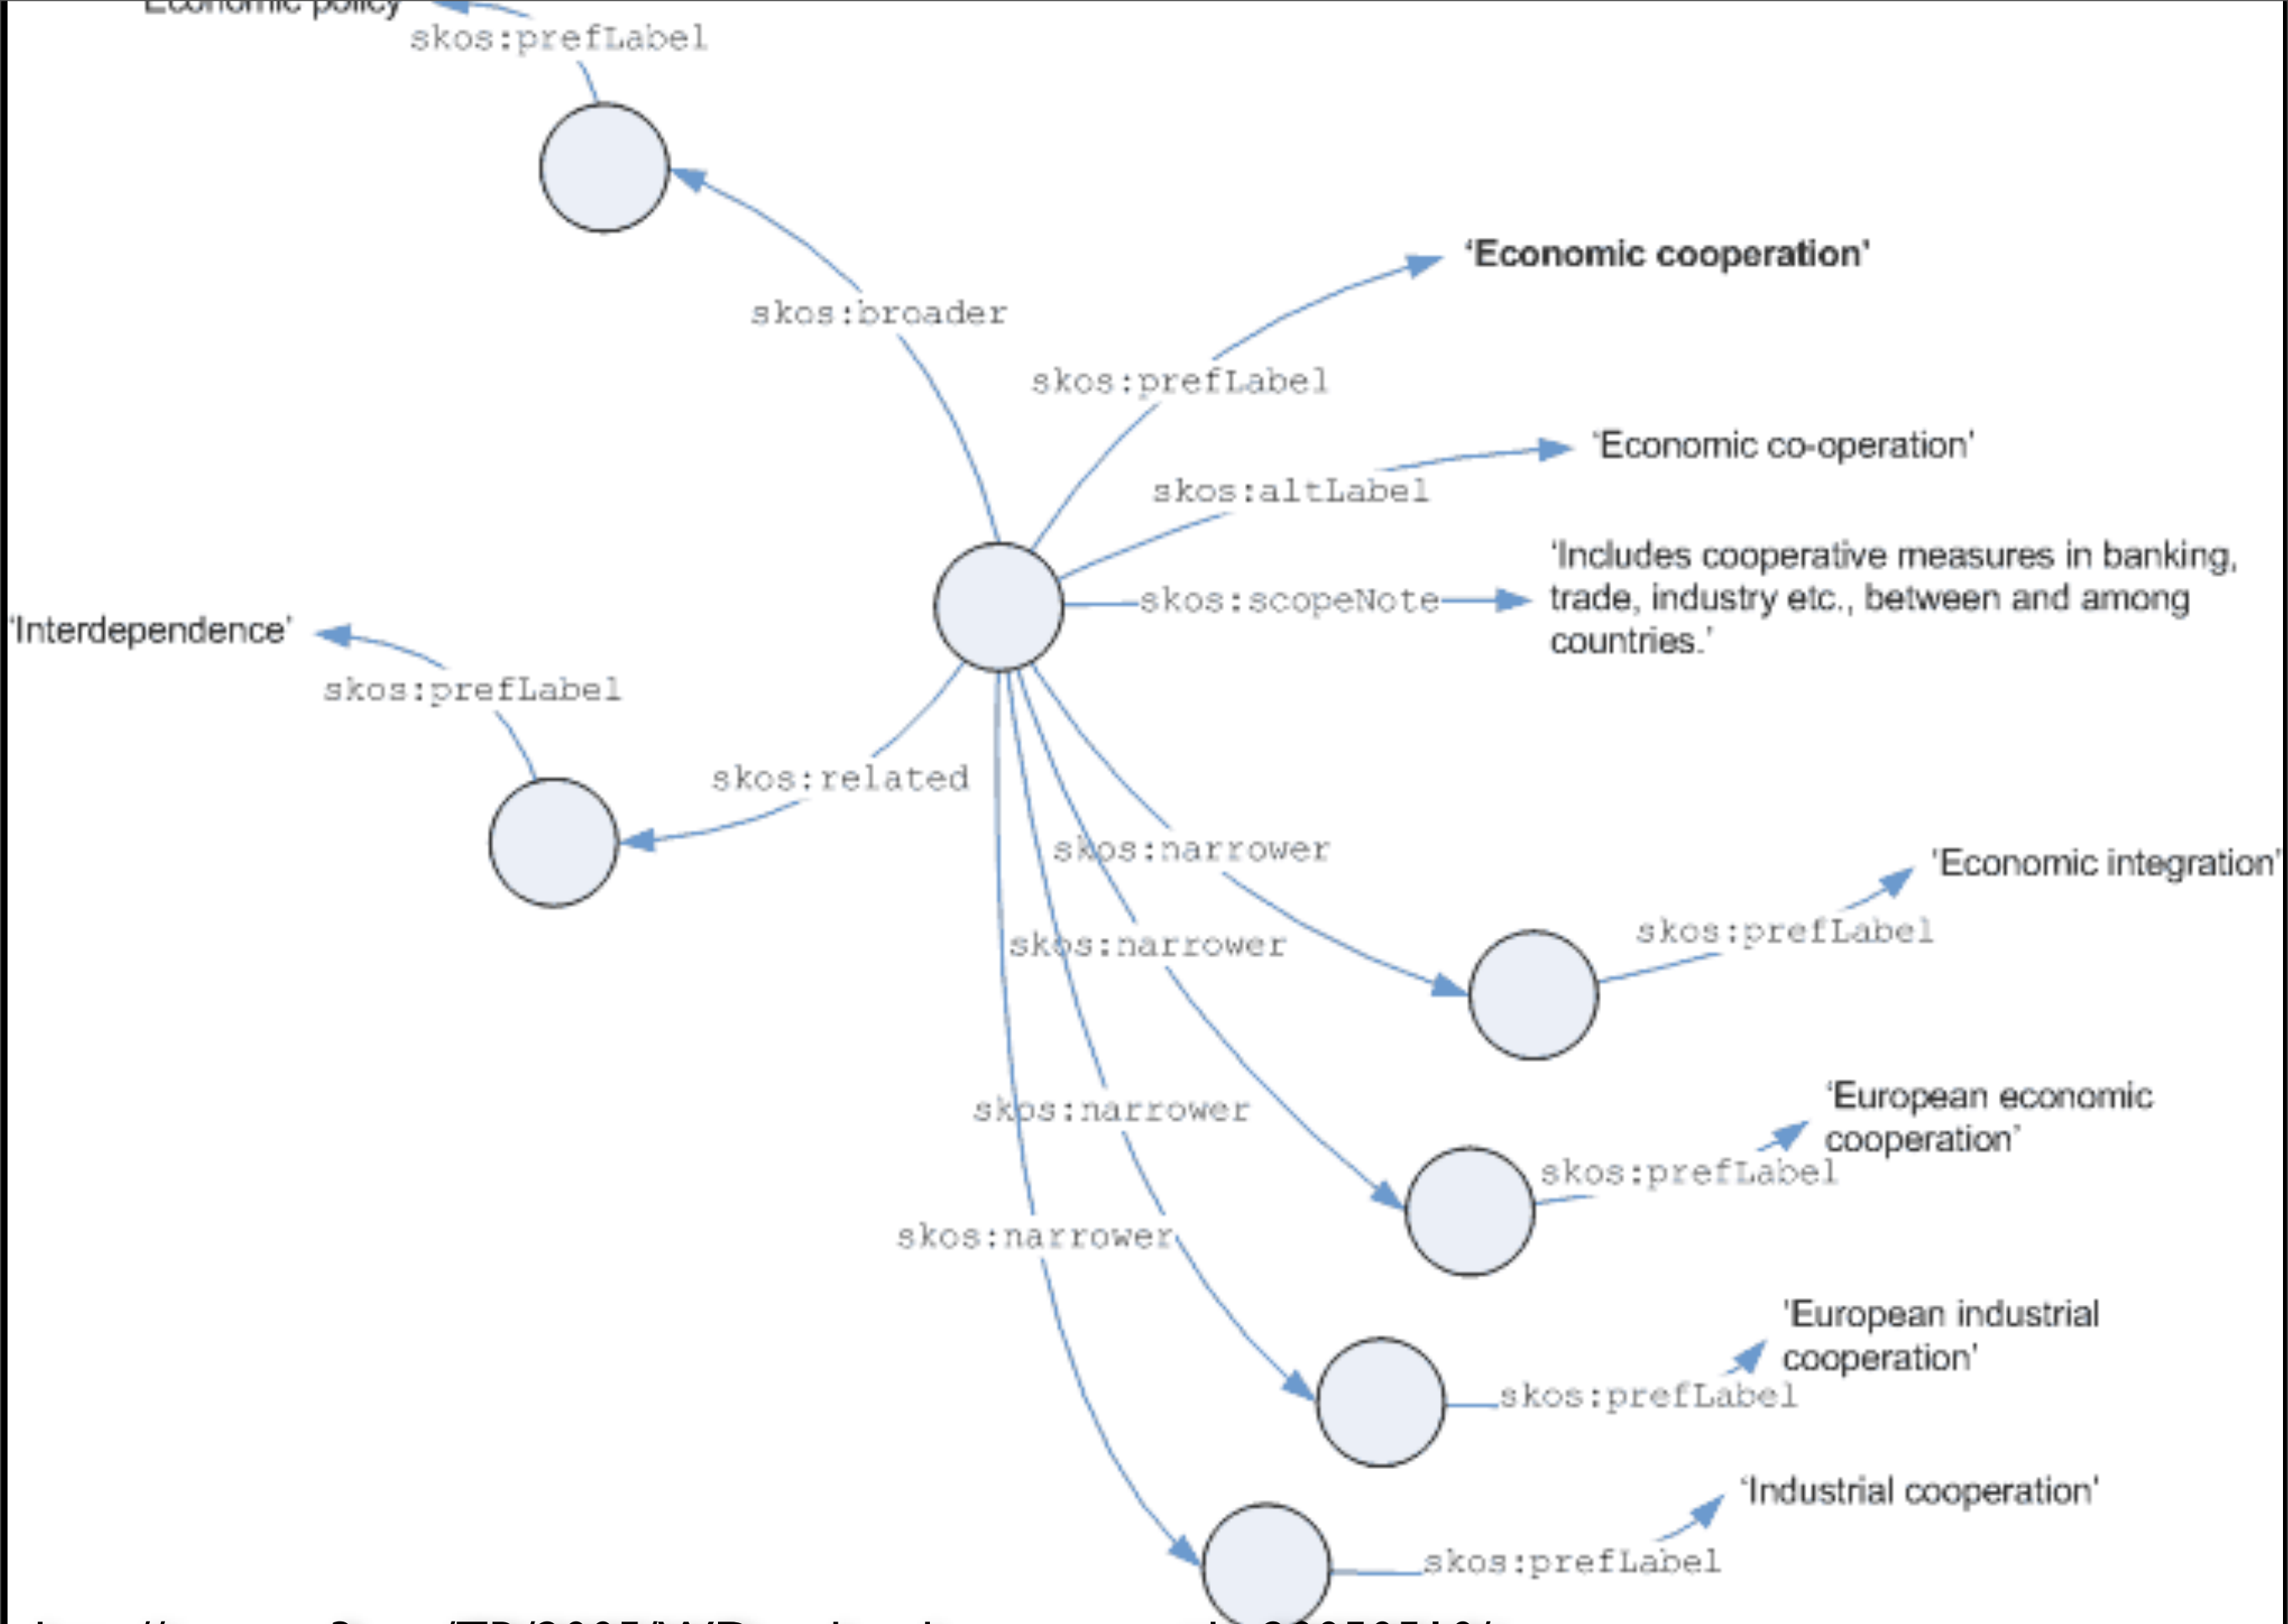 Economic policy
skos:prefLabel
skos:broader
‘Economic cooperation’
skos:prefLabel
‘Economic co-operation’
skos:altLabel
‘Includes cooperative measures in banking,
skos:scopeNote
trade, industry etc., between and among
countries.’
‘Interdependence’
skos:prefLabel
skos:related
skos:narrower
‘Economic integration’
skos:prefLabel
skos:narrower
‘European economic
cooperation’
skos:narrower
skos:prefLabel
skos:narrower
‘European industrial
cooperation’
skos:prefLabel
‘Industrial cooperation’
skos:prefLabel